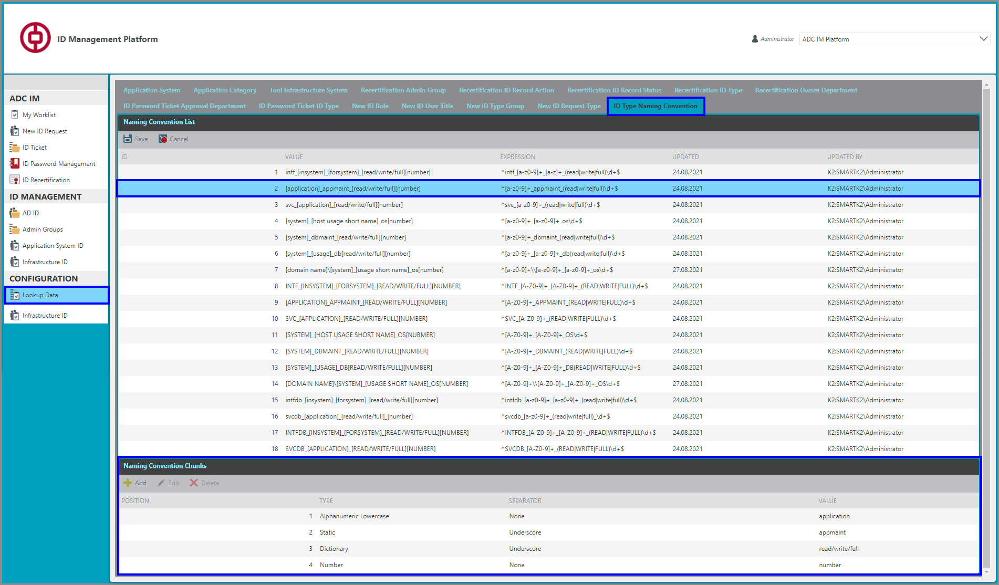 ID Management Platform
Administrator
ADC IM Platform
ADC IM
My Worklist
New ID Request
ID Ticket
ID Password Management
ID Recertification
ID MANAGEMENT
AD ID
Admin Groups
Application System ID
Infrastructure ID
CONFIGURATION
Lookup Data
Infrastructure ID
Application System Application Category Tool Infrastructure System Recertification Admin Group Recertification ID Record Action Recertification ID Record Status Recertification ID Type Recertification Owner Department
ID Password Ticket Approval Department ID Password Ticket ID Type New ID Role New ID User Title New ID Type Group New ID Request Type ID Type Naming Convention
Naming Convention List
Save Cancel
ID VALUE EXPRESSION UPDATED UPDATED BY
1 intf_[insystem]_[forsystem]_[read/write/full][number] ^intf_[a-z0-9]+_[a-z]+_(read|write|full)\d+$ 24.08.2021 K2:SMARTK2\Administrator
2 [application]_appmaint_[read/write/full][number] ^[a-z0-9]+_appmaint_(read|write|full)\d+$ 24.08.2021 K2:SMARTK2\Administrator
3 svc_[application]_[read/write/full][number] ^svc_[a-z0-9]+_(read|write|full)\d+$ 24.08.2021 K2:SMARTK2\Administrator
4 [system]_[host usage short name]_os[number] ^[a-z0-9]+_[a-z0-9]+_os\d+$ 24.08.2021 K2:SMARTK2\Administrator
5 [system]_dbmaint_[read/write/full][number] ^[a-z0-9]+_dbmaint_(read|write|full)\d+$ 24.08.2021 K2:SMARTK2\Administrator
6 [system]_[usage]_db[read/write/full][number] ^[a-z0-9]+_[a-z0-9]+_db(read|write|full)\d+$ 24.08.2021 K2:SMARTK2\Administrator
7 [domain name]\[system]_[usage short name]_os[number] ^[a-z0-9]+\\[a-z0-9]+_[a-z0-9]+_os\d+$ 27.08.2021 K2:SMARTK2\Administrator
8 INTF_[INSYSTEM]_[FORSYSTEM]_[READ/WRITE/FULL][NUMBER] ^INTF_[A-Z0-9]+_[A-Z0-9]+_(READ|WRITE|FULL)\d+$ 24.08.2021 K2:SMARTK2\Administrator
9 [APPLICATION]_APPMAINT_[READ/WRITE/FULL][NUMBER] ^[A-Z0-9]+_APPMAINT_(READ|WRITE|FULL)\d+$ 24.08.2021 K2:SMARTK2\Administrator
10 SVC_[APPLICATION]_[READ/WRITE/FULL][NUMBER] ^SVC_[A-Z0-9]+_(READ|WRITE|FULL)\d+$ 24.08.2021 K2:SMARTK2\Administrator
11 [SYSTEM]_[HOST USAGE SHORT NAME]_OS[NUBMER] ^[A-Z0-9]+_[A-Z0-9]+_OS\d+$ 24.08.2021 K2:SMARTK2\Administrator
12 [SYSTEM]_DBMAINT_[READ/WRITE/FULL][NUMBER] ^[A-Z0-9]+_DBMAINT_(READ|WRITE|FULL)\d+$ 24.08.2021 K2:SMARTK2\Administrator
13 [SYSTEM]_[USAGE]_DB[READ/WRITE/FULL][NUMBER] ^[A-Z0-9]+_[A-Z0-9]+_DB(READ|WRITE|FULL)\d+$ 24.08.2021 K2:SMARTK2\Administrator
14 [DOMAIN NAME]\[SYSTEM]_[USAGE SHORT NAME]_OS[NUMBER] ^[A-Z0-9]+\\[A-Z0-9]+_[A-Z0-9]+_OS\d+$ 27.08.2021 K2:SMARTK2\Administrator
15 intfdb_[insystem]_[forsystem]_[read/write/full][number] ^intfdb_[a-z0-9]+_[a-z0-9]+_(read|write|full)\d+$ 24.08.2021 K2:SMARTK2\Administrator
16 svcdb_[application]_[read/write/full]_[number] ^svcdb_[a-z0-9]+_(read|write|full)_\d+$ 24.08.2021 K2:SMARTK2\Administrator
17 INTFDB_[INSYSTEM]_[FORSYSTEM]_[READ/WRITE/FULL][NUMBER] ^INTFDB_[A-Z0-9]+_[A-Z0-9]+_(READ|WRITE|FULL)\d+$ 24.08.2021 K2:SMARTK2\Administrator
18 SVCDB_[APPLICATION]_[READ/WRITE/FULL][NUMBER] ^SVCDB_[A-Z0-9]+_(READ|WRITE|FULL)\d+$ 24.08.2021 K2:SMARTK2\Administrator
Naming Convention Chunks
Add Edit Delete
POSITION TYPE SEPARATOR VALUE
1 Alphanumeric Lowercase None application
2 Static Underscore appmaint
3 Dictionary Underscore read/write/full
4 Number None number